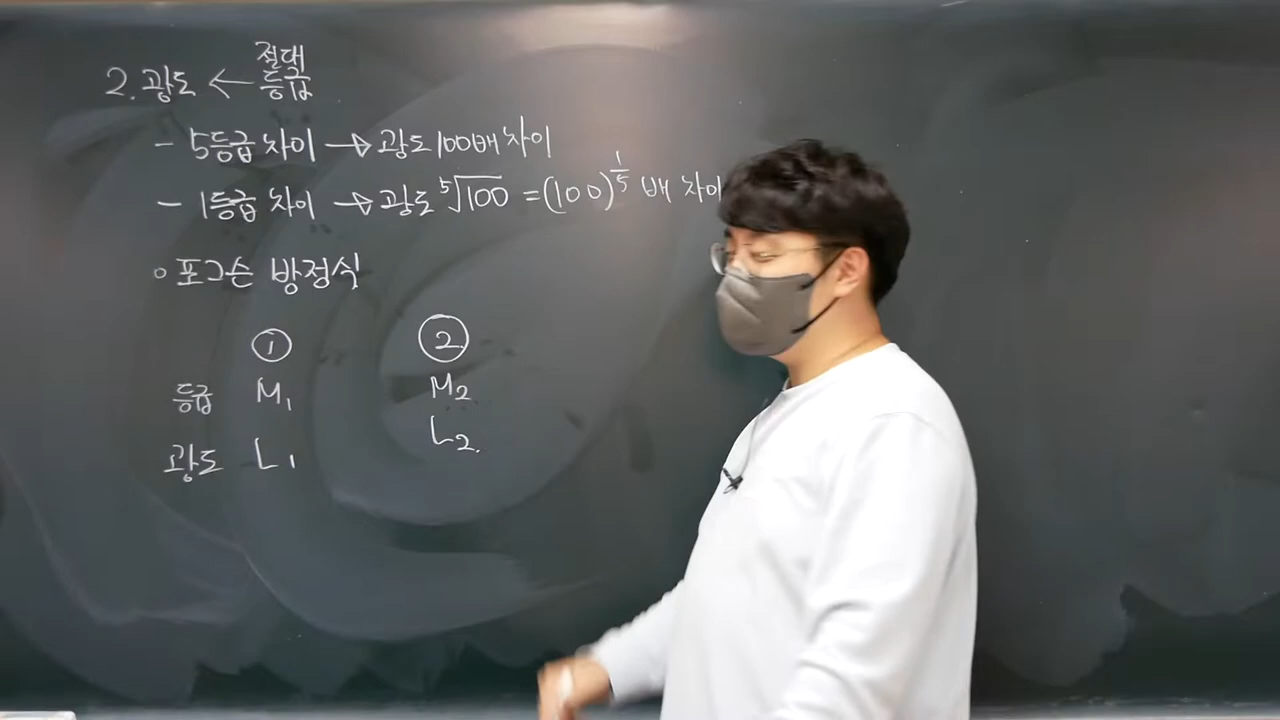 2. 광도 ← 절대 등급
- 5등급 차이 → 광도 100배 차이
- 1등급 차이 → 광도 ⁵√100 = (100)^(1/5) 배 차이
○ 포그슨 방정식
① ②
등급 M₁ M₂
광도 L₁ L₂.